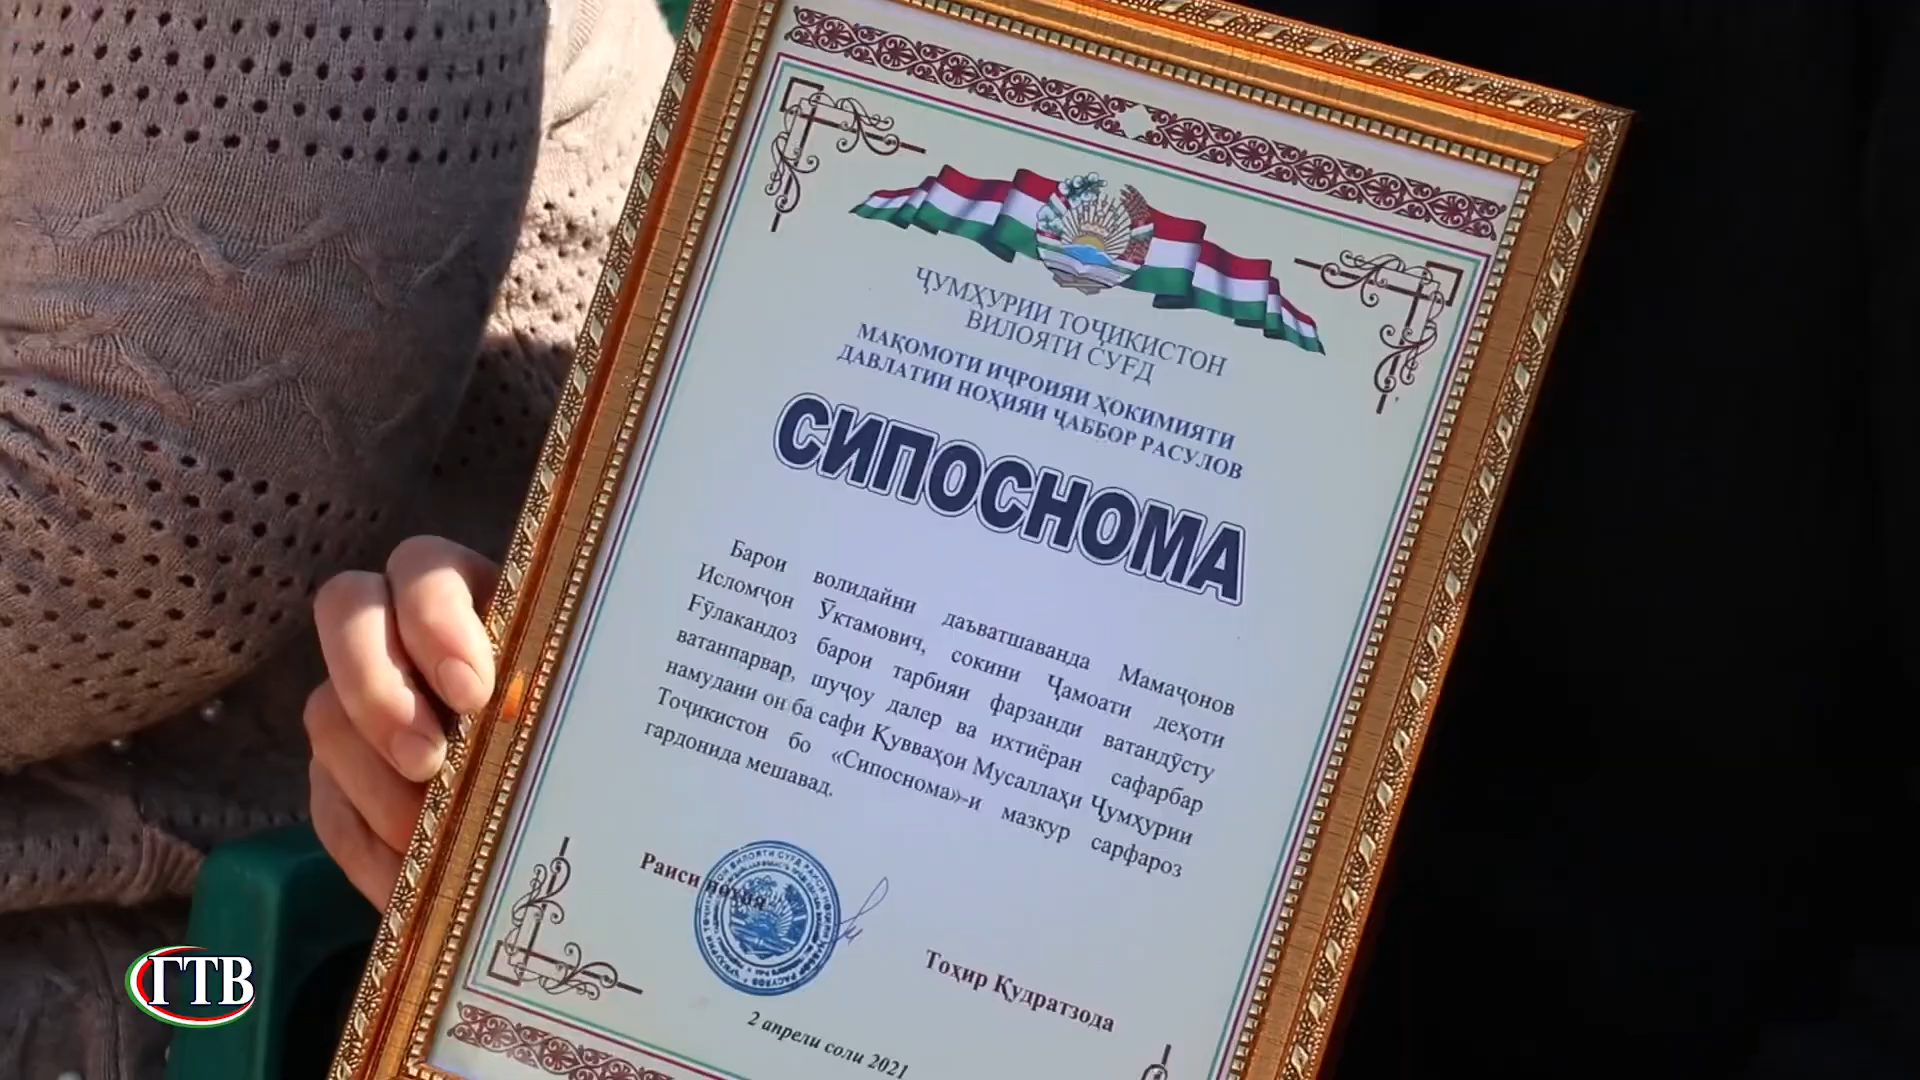 ҶУМҲУРИИ ТОҶИКИСТОН
ВИЛОЯТИ СУҒД
МАҚОМОТИ ИҶРОИЯИ ҲОКИМИЯТИ
ДАВЛАТИИ НОҲИЯИ ҶАББОР РАСУЛОВ
СИПОСНОМА
Барои волидайни даъватшаванда Мамаҷонов
Исломҷон Ӯктамович, сокини Ҷамоати деҳоти
Ғӯлакандоз барои тарбияи фарзанди ватандӯсту
ватанпарвар, шуҷоу далер ва ихтиёран сафарбар
намудани он ба сафи Қувваҳои Мусаллаҳи Ҷумҳурии
Тоҷикистон бо «Сипоснома»-и мазкур сарфароз
гардонида мешавад.
Раиси ноҳия
Тоҳир Қудратзода
2 апрели соли 2021
ГТВ